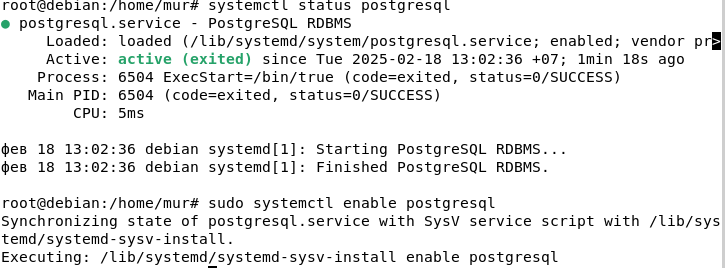 root@debian:/home/mur# systemctl status postgresql
● postgresql.service - PostgreSQL RDBMS
     Loaded: loaded (/lib/systemd/system/postgresql.service; enabled; vendor pr>
     Active: active (exited) since Tue 2025-02-18 13:02:36 +07; 1min 18s ago
    Process: 6504 ExecStart=/bin/true (code=exited, status=0/SUCCESS)
   Main PID: 6504 (code=exited, status=0/SUCCESS)
        CPU: 5ms

фев 18 13:02:36 debian systemd[1]: Starting PostgreSQL RDBMS...
фев 18 13:02:36 debian systemd[1]: Finished PostgreSQL RDBMS.

root@debian:/home/mur# sudo systemctl enable postgresql
Synchronizing state of postgresql.service with SysV service script with /lib/sys
temd/systemd-sysv-install.
Executing: /lib/systemd/systemd-sysv-install enable postgresql